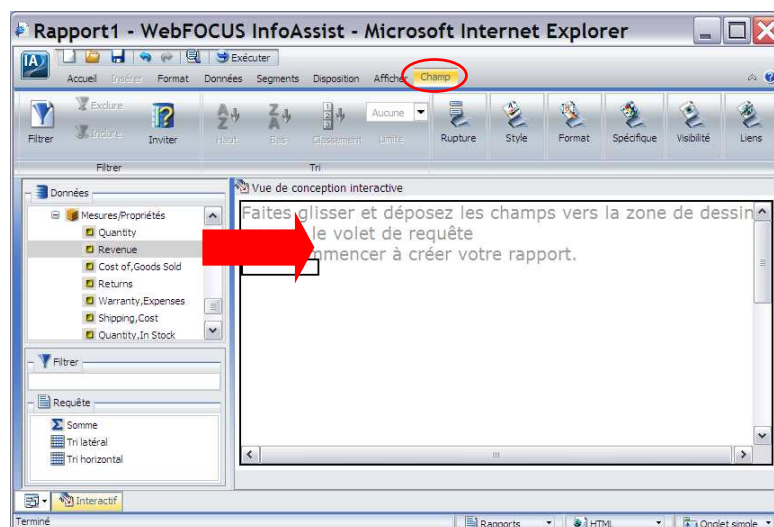 Rapport1 - WebFOCUS InfoAssist - Microsoft Internet Explorer
IA
Exécuter
Accueil Insérer Format Données Segments Disposition Afficher Champ
Exclure
Inclure
Filtrer Inviter Haut Bas Classement Aucune Limite Rupture Style Format Spécifique Visibilité Liens
Filtrer Tri
Données
Mesures/Propriétés
Quantity
Revenue
Cost of,Goods Sold
Returns
Warranty,Expenses
Shipping,Cost
Quantity,In Stock
Filtrer
Requête
Somme
Tri latéral
Tri horizontal
Vue de conception interactive
Faites glisser et déposez les champs vers la zone de dessin
le volet de requête
mmencer à créer votre rapport.
Interactif
Terminé
Rapports HTML Onglet simple